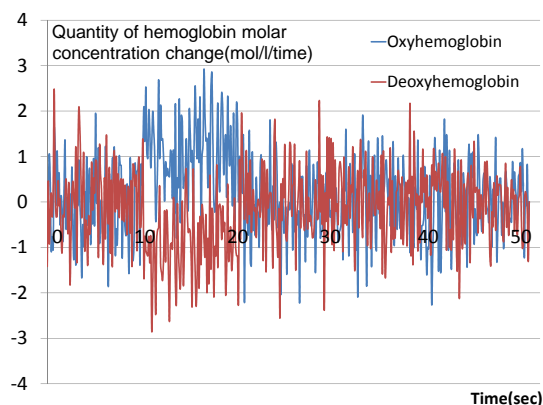 Quantity of hemoglobin molar
concentration change(mol/l/time)
Oxyhemoglobin
Deoxyhemoglobin
4
3
2
1
0
-1
-2
-3
-4
0 10 20 30 40 50
Time(sec)